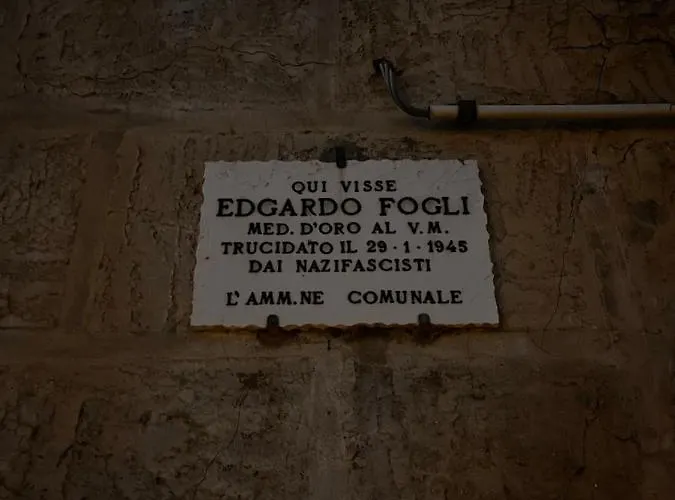 QUI VISSE
EDGARDO FOGLI
MED. D'ORO AL V.M.
TRUCIDATO IL 29·1·1945
DAI NAZIFASCISTI
L'AMM.NE COMUNALE